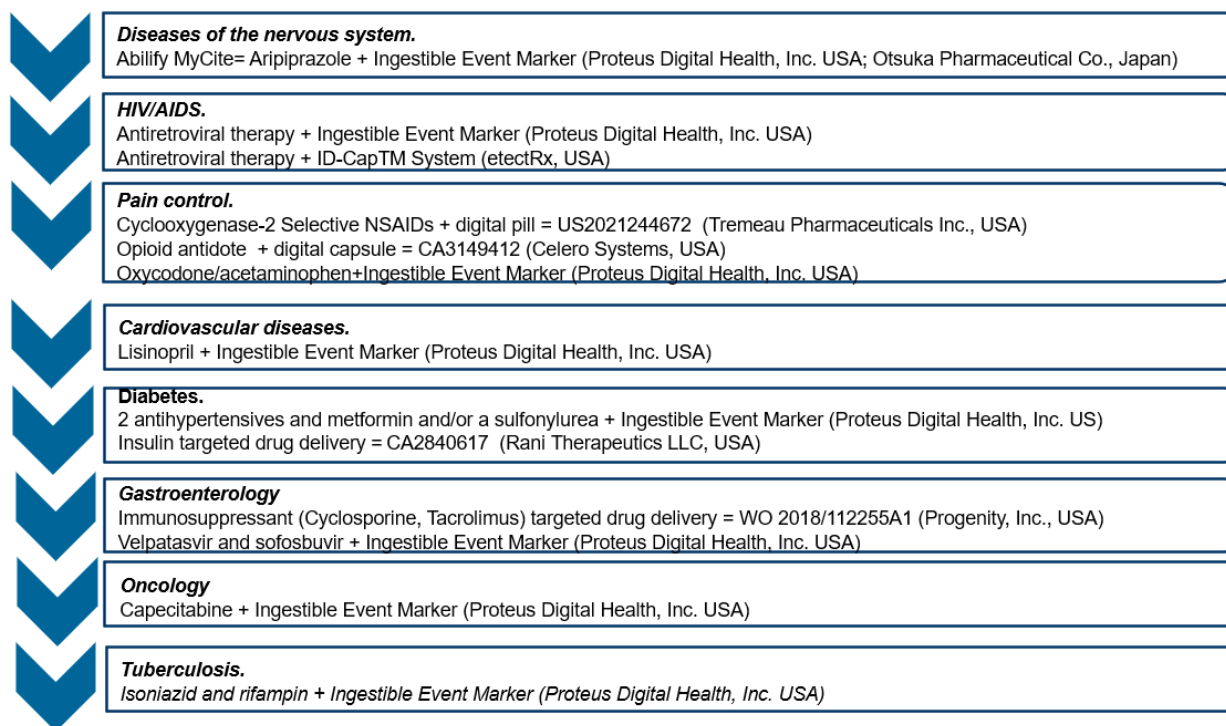 Diseases of the nervous system.
Abilify MyCite= Aripiprazole + Ingestible Event Marker (Proteus Digital Health, Inc. USA; Otsuka Pharmaceutical Co., Japan)
HIV/AIDS.
Antiretroviral therapy + Ingestible Event Marker (Proteus Digital Health, Inc. USA)
Antiretroviral therapy + ID-CapTM System (etectRx, USA)
Pain control.
Cyclooxygenase-2 Selective NSAIDs + digital pill = US2021244672 (Tremeau Pharmaceuticals Inc., USA)
Opioid antidote + digital capsule = CA3149412 (Celero Systems, USA)
Oxycodone/acetaminophen+Ingestible Event Marker (Proteus Digital Health, Inc. USA)
Cardiovascular diseases.
Lisinopril + Ingestible Event Marker (Proteus Digital Health, Inc. USA)
Diabetes.
2 antihypertensives and metformin and/or a sulfonylurea + Ingestible Event Marker (Proteus Digital Health, Inc. US)
Insulin targeted drug delivery = CA2840617 (Rani Therapeutics LLC, USA)
Gastroenterology
Immunosuppressant (Cyclosporine, Tacrolimus) targeted drug delivery = WO 2018/112255A1 (Progenity, Inc., USA)
Velpatasvir and sofosbuvir + Ingestible Event Marker (Proteus Digital Health, Inc. USA)
Oncology
Capecitabine + Ingestible Event Marker (Proteus Digital Health, Inc. USA)
Tuberculosis.
Isoniazid and rifampin + Ingestible Event Marker (Proteus Digital Health, Inc. USA)